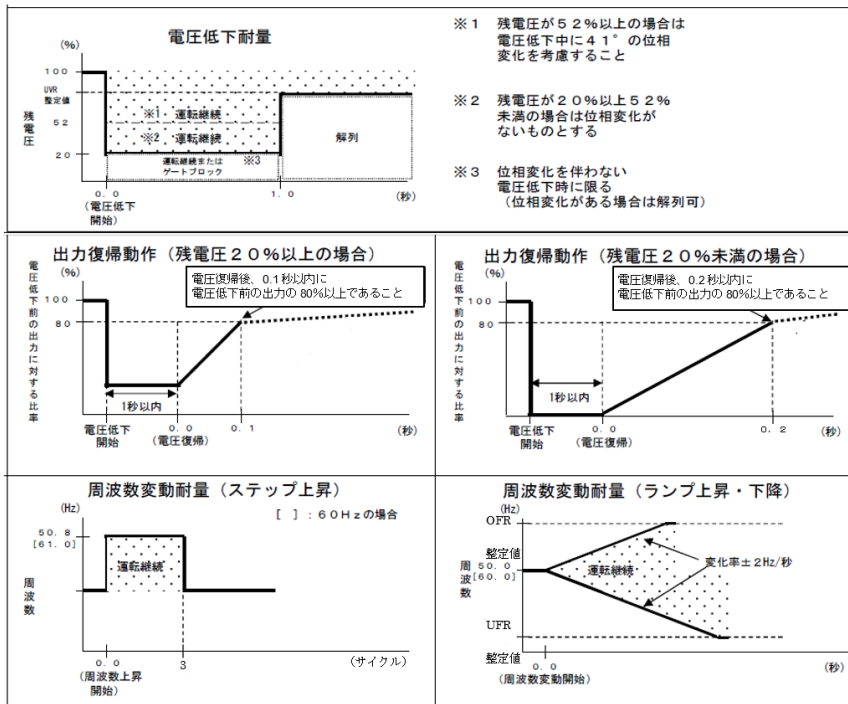 電圧低下耐量
(%)
100
UVR
整定値
52
20
残電圧
※1 運転継続
※2 運転継続
運転継続または ※3
ゲートブロック
解列
0.0
(電圧低下
開始)
1.0
(秒)
※1 残電圧が52%以上の場合は
電圧低下中に41°の位相
変化を考慮すること
※2 残電圧が20%以上52%
未満の場合は位相変化が
ないものとする
※3 位相変化を伴わない
電圧低下時に限る
(位相変化がある場合は解列可)
出力復帰動作(残電圧20%以上の場合)
電圧低下前の出力に対する比率
(%)
100
80
電圧復帰後、0.1秒以内に
電圧低下前の出力の80%以上であること
1秒以内
電圧低下
開始
0.0
(電圧復帰)
0.1
(秒)
出力復帰動作(残電圧20%未満の場合)
電圧低下前の出力に対する比率
(%)
100
80
電圧復帰後、0.2秒以内に
電圧低下前の出力の80%以上であること
1秒以内
電圧低下
開始
0.0
(電圧復帰)
0.2
(秒)
周波数変動耐量(ステップ上昇)
(Hz)
[ ]:60Hzの場合
50.8
[61.0]
運転継続
周波数
0.0
(周波数上昇
開始)
3
(サイクル)
周波数変動耐量(ランプ上昇・下降)
(Hz)
OFR
整定値
周波数
50.0
[60.0]
運転継続
変化率±2Hz/秒
UFR
整定値
0.0
(周波数変動開始)
(秒)